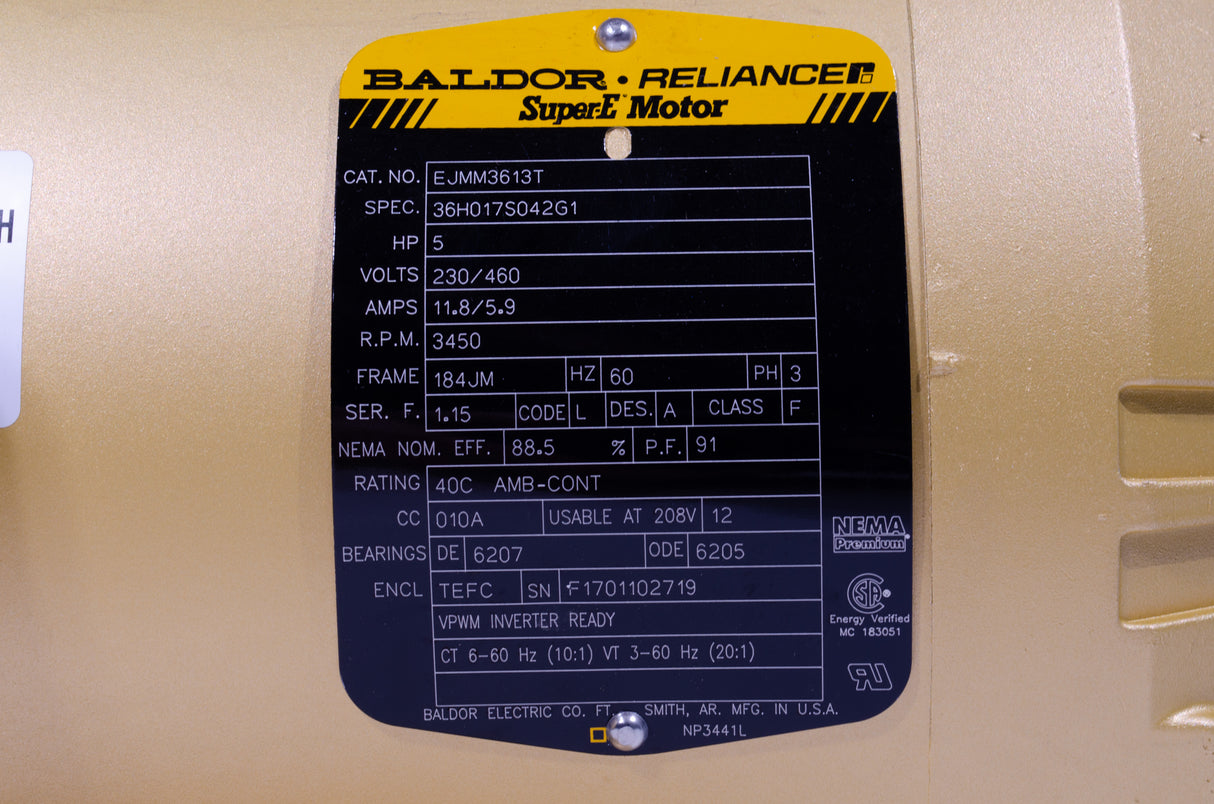 H
BALDOR • RELIANCE
Super-E™ Motor
CAT. NO. EJMM3613T
SPEC. 36H017S042G1
HP 5
VOLTS 230/460
AMPS 11.8/5.9
R.P.M. 3450
FRAME 184JM HZ 60 PH 3
SER. F. 1.15 CODE L DES. A CLASS F
NEMA NOM. EFF. 88.5 % P.F. 91
RATING 40C AMB-CONT
CC 010A USABLE AT 208V 12
BEARINGS DE 6207 ODE 6205
ENCL TEFC SN F1701102719
VPWM INVERTER READY
CT 6-60 Hz (10:1) VT 3-60 Hz (20:1)
NEMA
Premium
SA ®
Energy Verified
MC 183051
RU
BALDOR ELECTRIC CO. FT. SMITH, AR. MFG. IN U.S.A.
NP3441L